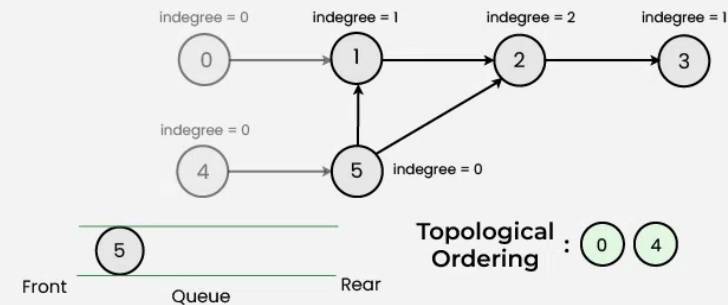 indegree = 0
indegree = 1
indegree = 2
indegree = 1
0
1
2
3
indegree = 0
4
5
indegree = 0
5
Topological
Ordering
:
0
4
Front
Queue
Rear